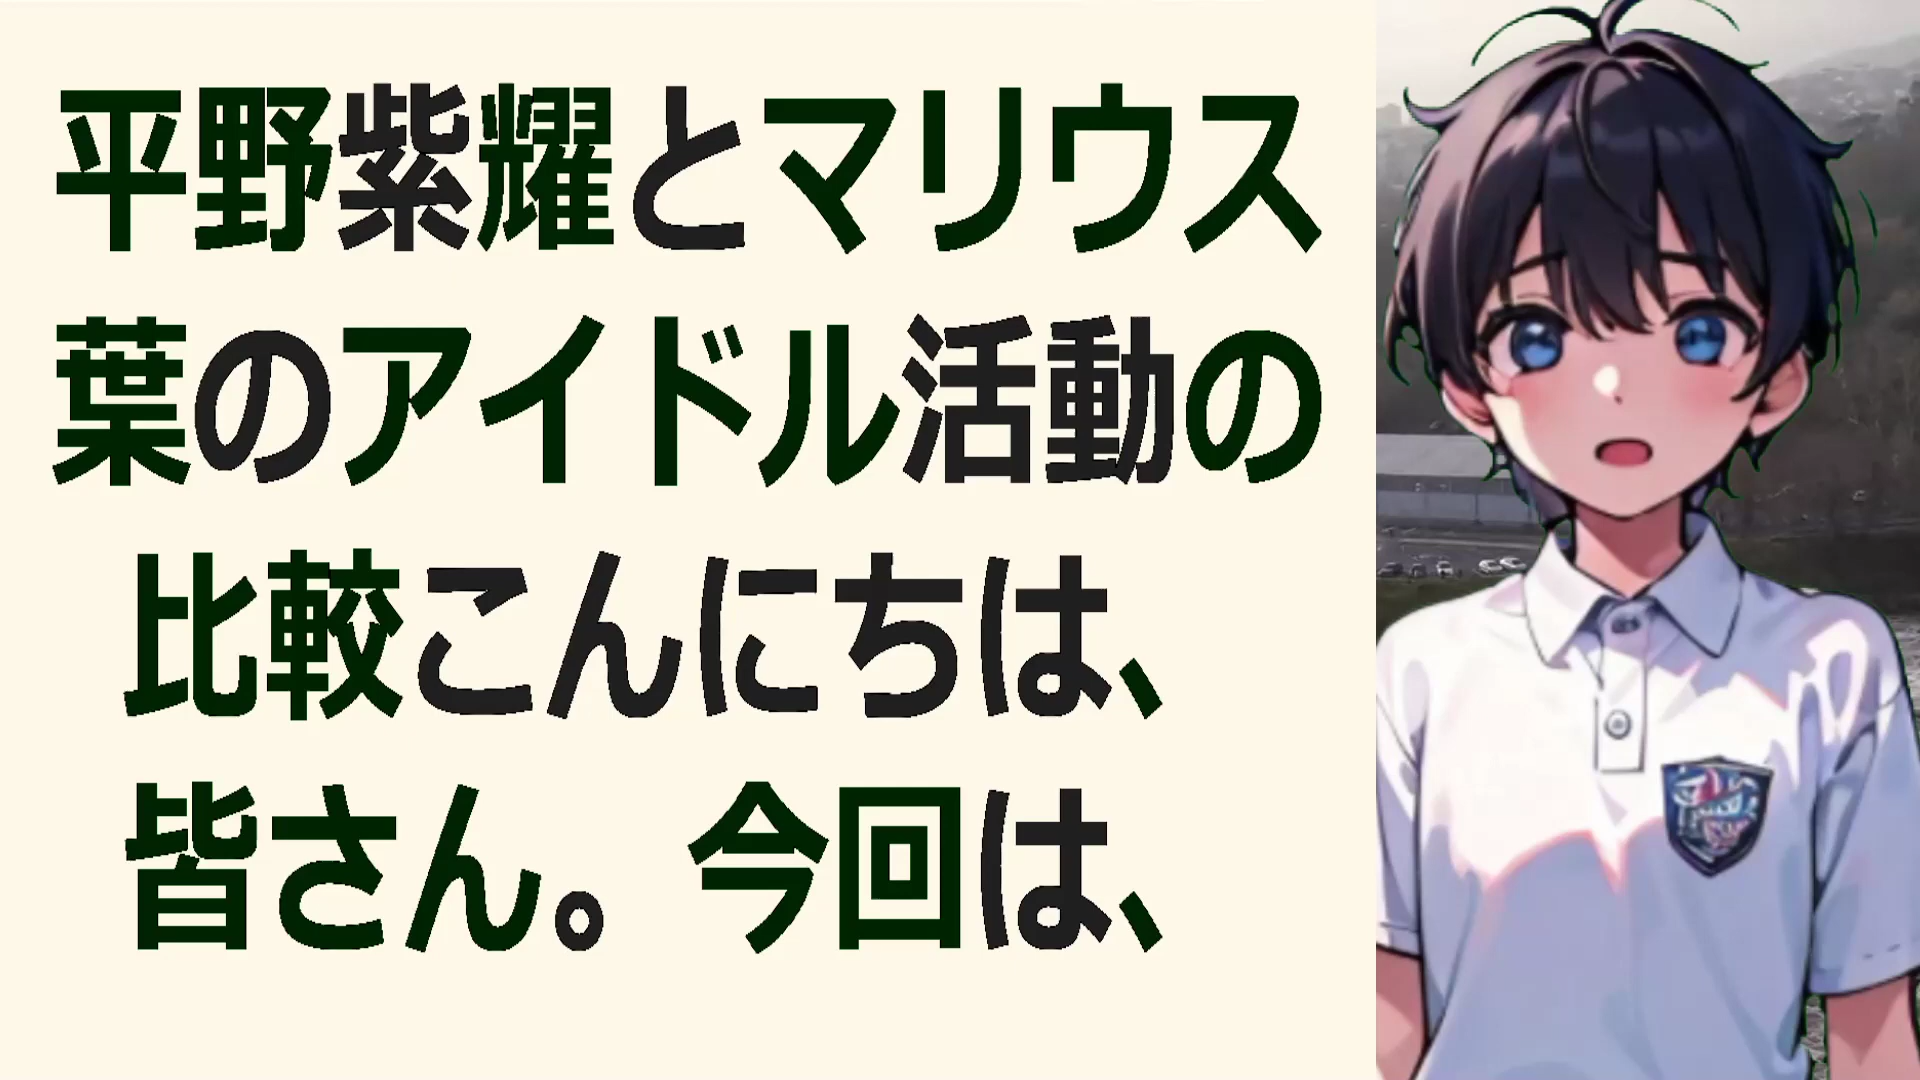 平野紫耀とマリウス
葉のアイドル活動の
比較こんにちは、
皆さん。今回は、